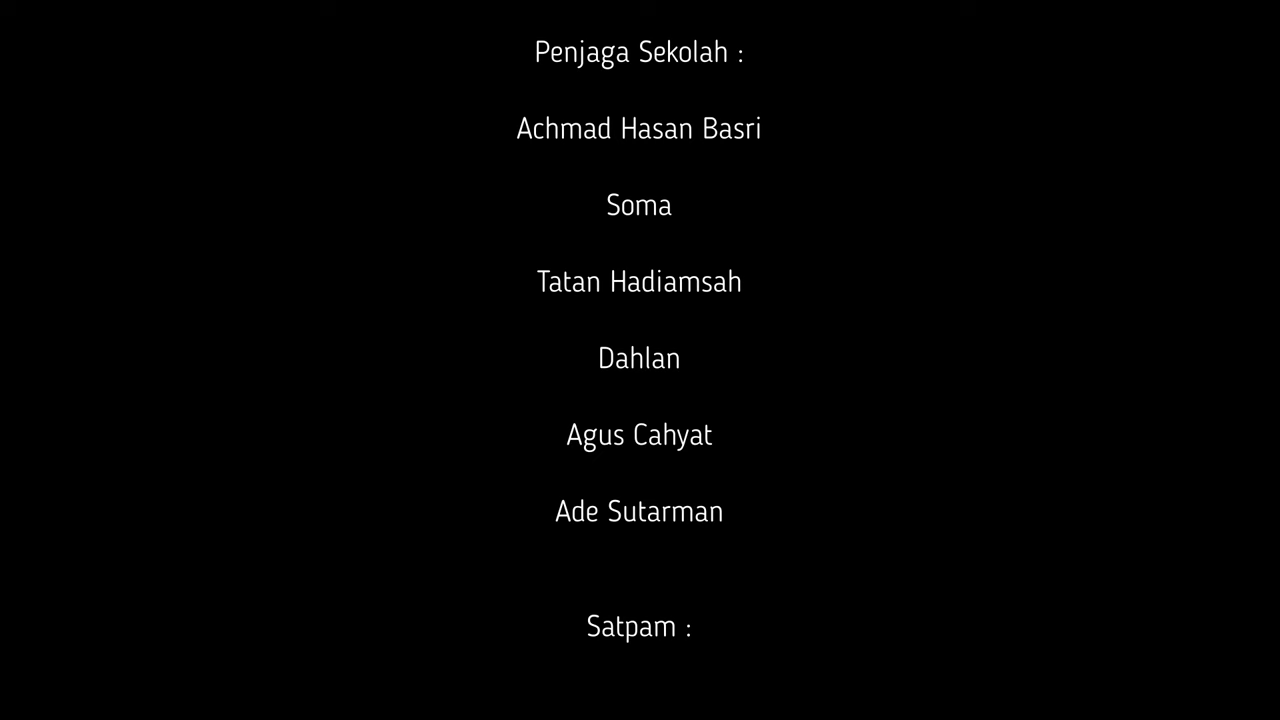 Penjaga Sekolah :
Achmad Hasan Basri
Soma
Tatan Hadiamsah
Dahlan
Agus Cahyat
Ade Sutarman
Satpam :